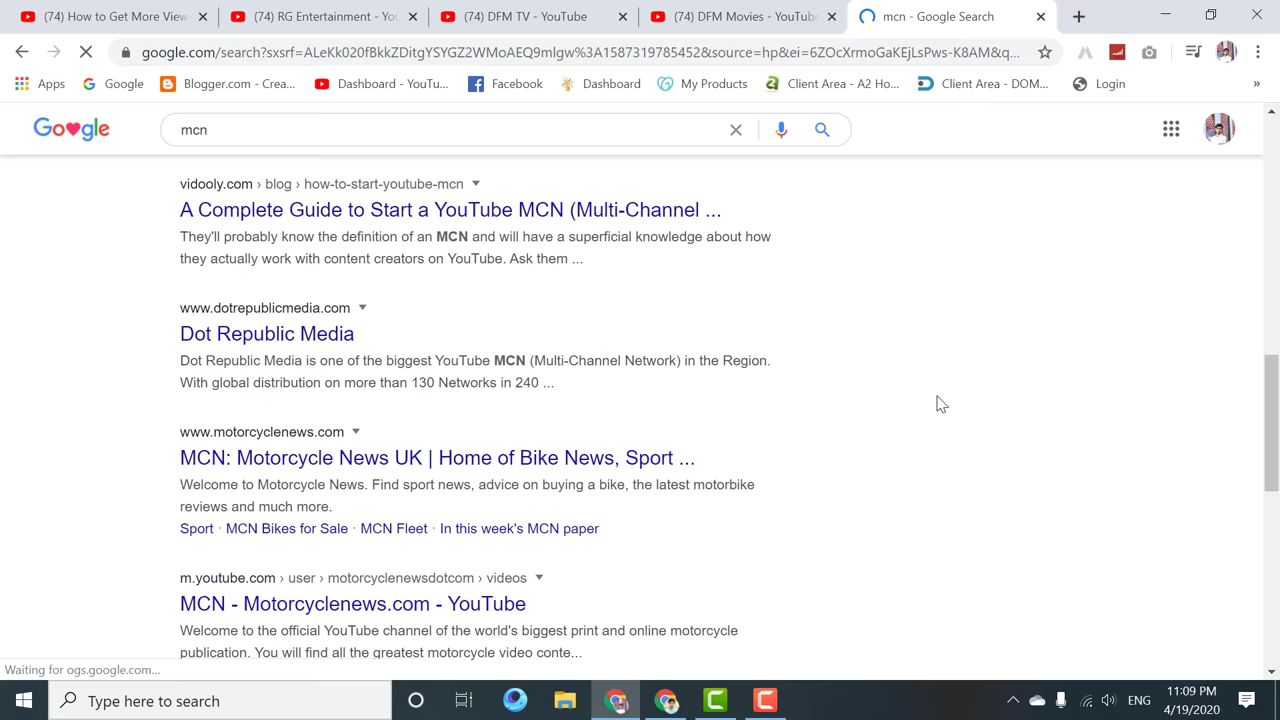 (74) How to Get More View
(74) RG Entertainment - You
(74) DFM TV - YouTube
(74) DFM Movies - YouTube
mcn - Google Search
google.com/search?sxsrf=ALeKk020fBkkZDitgYSYGZ2WMoAEQ9mlgw%3A1587319785452&source=hp&ei=6ZOcXrmoGaKEjLsPws-K8AM&q...
Apps
Google
Blogger.com - Crea...
Dashboard - YouTu...
Facebook
Dashboard
My Products
Client Area - A2 Ho...
Client Area - DOM...
Login
»
mcn
vidooly.com › blog › how-to-start-youtube-mcn
A Complete Guide to Start a YouTube MCN (Multi-Channel ...
They'll probably know the definition of an MCN and will have a superficial knowledge about how
they actually work with content creators on YouTube. Ask them ...
www.dotrepublicmedia.com
Dot Republic Media
Dot Republic Media is one of the biggest YouTube MCN (Multi-Channel Network) in the Region.
With global distribution on more than 130 Networks in 240 ...
www.motorcyclenews.com
MCN: Motorcycle News UK | Home of Bike News, Sport ...
Welcome to Motorcycle News. Find sport news, advice on buying a bike, the latest motorbike
reviews and much more.
Sport · MCN Bikes for Sale · MCN Fleet · In this week's MCN paper
m.youtube.com › user › motorcyclenewsdotcom › videos
MCN - Motorcyclenews.com - YouTube
Welcome to the official YouTube channel of the world's biggest print and online motorcycle
publication. You will find all the greatest motorcycle video conte...
Waiting for ogs.google.com...
Type here to search
ENG
11:09 PM
4/19/2020